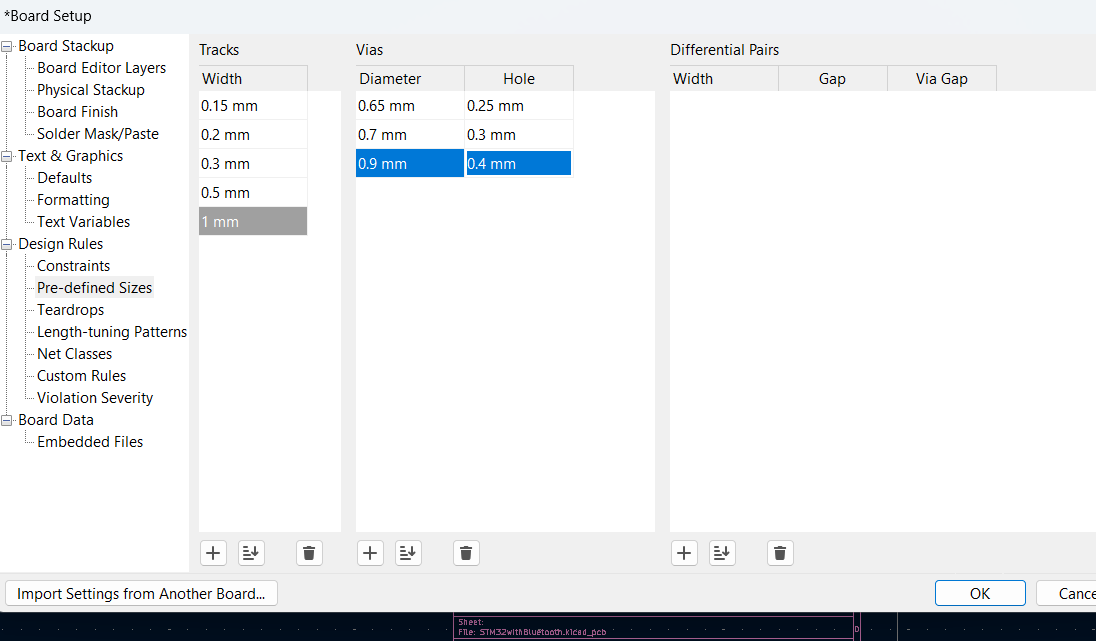 *Board Setup
Board Stackup
Board Editor Layers
Physical Stackup
Board Finish
Solder Mask/Paste
Text & Graphics
Defaults
Formatting
Text Variables
Design Rules
Constraints
Pre-defined Sizes
Teardrops
Length-tuning Patterns
Net Classes
Custom Rules
Violation Severity
Board Data
Embedded Files
Tracks
Width
0.15 mm
0.2 mm
0.3 mm
0.5 mm
1 mm
Vias
Diameter Hole
0.65 mm 0.25 mm
0.7 mm 0.3 mm
0.9 mm 0.4 mm
Differential Pairs
Width Gap Via Gap
Import Settings from Another Board...
OK
Cance
Sheet:
File: STM32withBluetooth.kicad_pcb
D